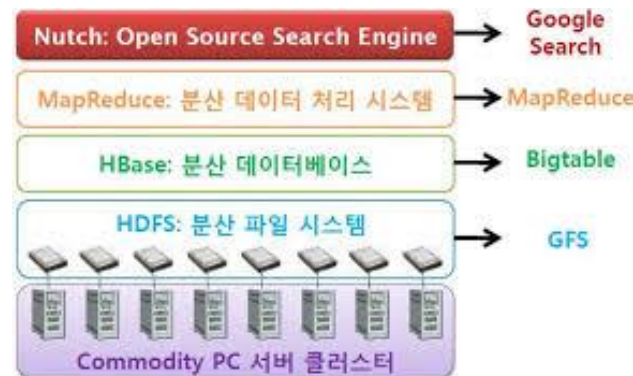 Nutch: Open Source Search Engine
Google
Search
MapReduce: 분산 데이터 처리 시스템
MapReduce
HBase: 분산 데이터베이스
Bigtable
HDFS: 분산 파일 시스템
GFS
Commodity PC 서버 클러스터